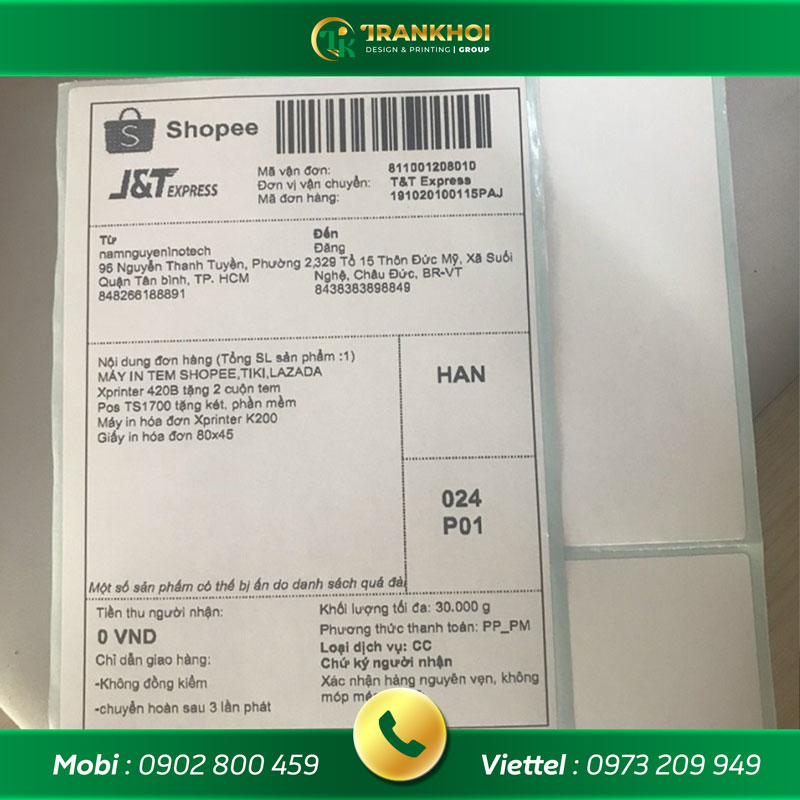 TRANKHOI
DESIGN & PRINTING | GROUP
Shopee
J&T EXPRESS
Mã vận đơn: 811001208010
Đơn vị vận chuyển: T&T Express
Mã đơn hàng: 191020100115PAJ
Từ
namnguyen1notech
96 Nguyễn Thanh Tuyền, Phường 2,
Quận Tân bình, TP. HCM
848266188891
Đến
Đăng
329 Tổ 15 Thôn Đức Mỹ, Xã Suối
Nghệ, Châu Đức, BR-VT
8438383898849
Nội dung đơn hàng (Tổng SL sản phẩm :1)
MÁY IN TEM SHOPEE,TIKI,LAZADA
Xprinter 420B tặng 2 cuộn tem
Pos TS1700 tặng két, phần mềm
Máy in hóa đơn Xprinter K200
Giấy in hóa đơn 80x45
HAN
024
P01
Một số sản phẩm có thể bị ẩn do danh sách quá dài
Tiền thu người nhận:
0 VND
Chỉ dẫn giao hàng:
-Không đồng kiểm
-chuyển hoàn sau 3 lần phát
Khối lượng tối đa: 30.000 g
Phương thức thanh toán: PP_PM
Loại dịch vụ: CC
Chữ ký người nhận
Xác nhận hàng nguyên vẹn, không
móp
Mobi : 0902 800 459
Viettel : 0973 209 949